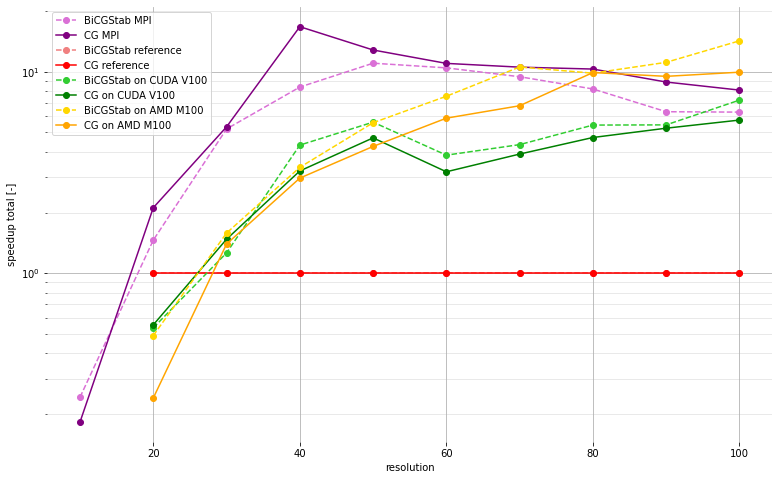 BiCGStab MPI
CG MPI
BiCGStab reference
CG reference
BiCGStab on CUDA V100
CG on CUDA V100
BiCGStab on AMD M100
CG on AMD M100
10¹
10⁰
speedup total [-]
20 40 60 80 100
resolution